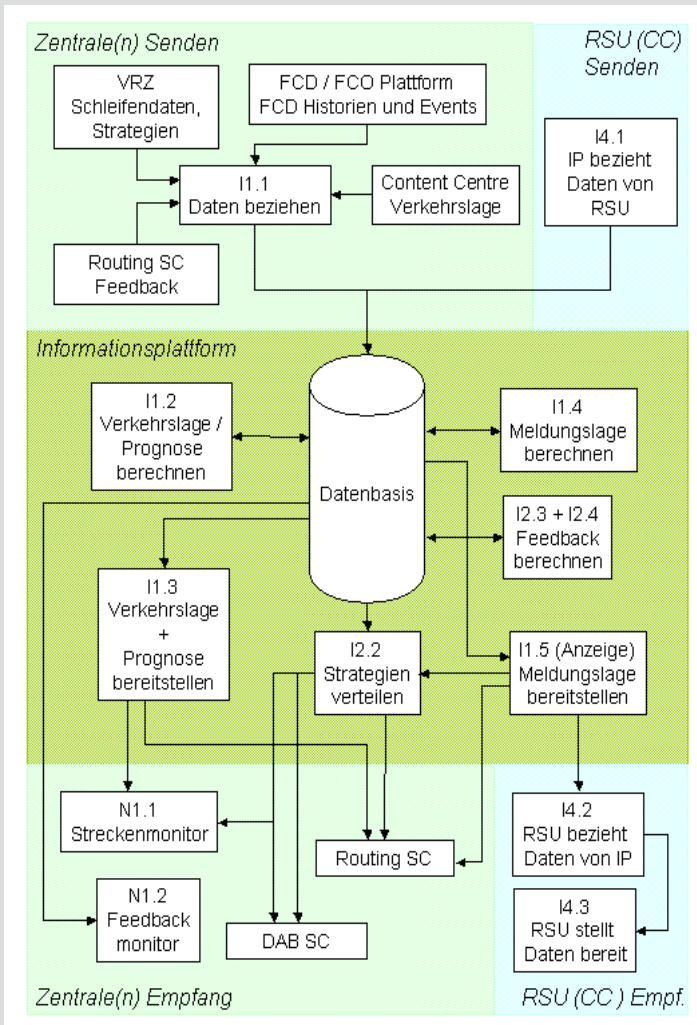 Zentrale(n) Senden
RSU (CC)
Senden
VRZ
Schleifendaten,
Strategien
FCD / FCO Plattform
FCD Historien und Events
I1.1
Daten beziehen
Content Centre
Verkehrslage
I4.1
IP bezieht
Daten von
RSU
Routing SC
Feedback
Informationsplattform
I1.2
Verkehrslage /
Prognose
berechnen
Datenbasis
I1.4
Meldungslage
berechnen
I2.3 + I2.4
Feedback
berechnen
I1.3
Verkehrslage
+
Prognose
bereitstellen
I2.2
Strategien
verteilen
I1.5 (Anzeige)
Meldungslage
bereitstellen
N1.1
Streckenmonitor
Routing SC
I4.2
RSU bezieht
Daten von IP
N1.2
Feedback
monitor
DAB SC
I4.3
RSU stellt
Daten bereit
Zentrale(n) Empfang
RSU (CC ) Empf.